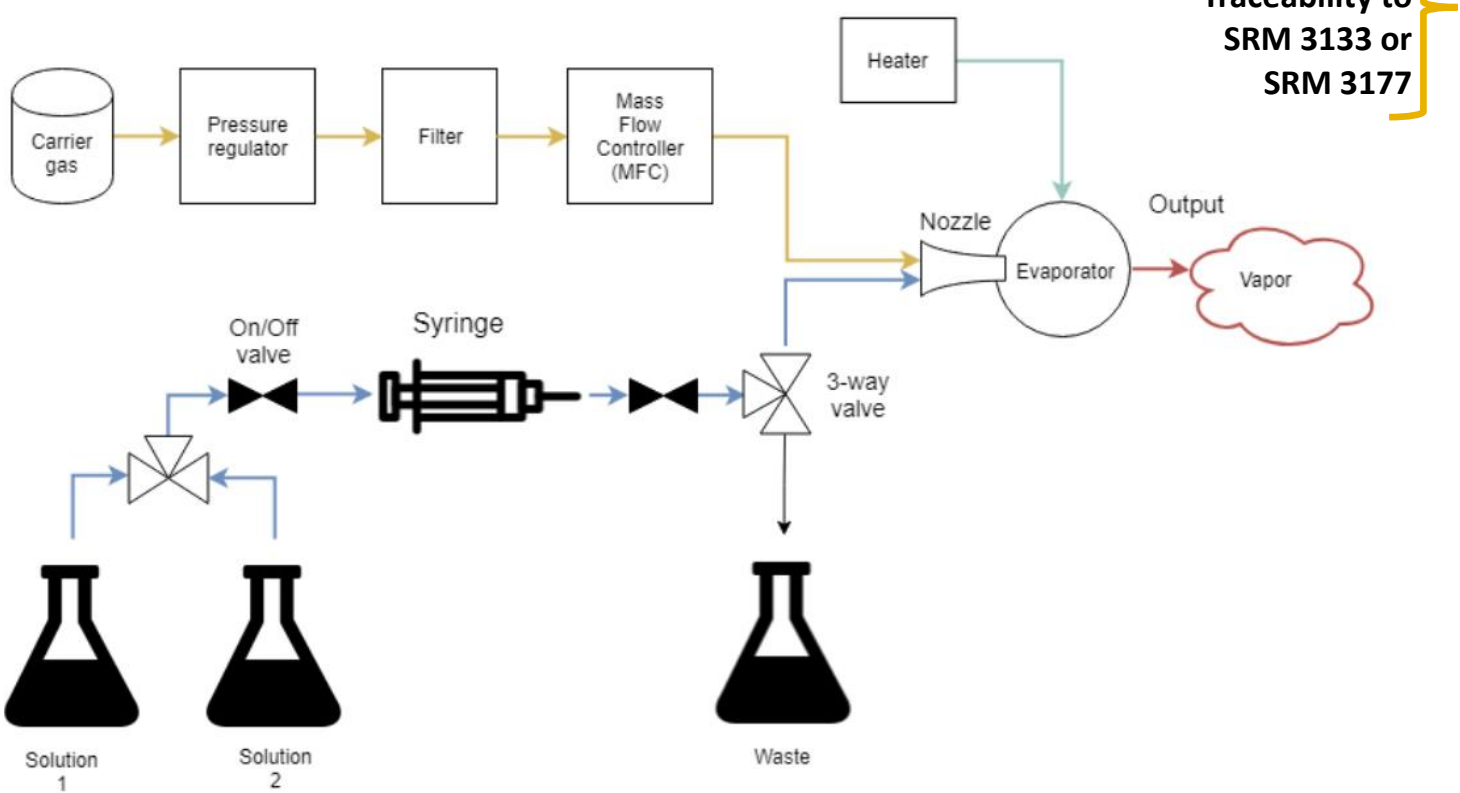 Traceability to
SRM 3133 or
SRM 3177
Heater
Carrier
gas
Pressure
regulator
Filter
Mass
Flow
Controller
(MFC)
Nozzle
Output
Evaporator
Vapor
On/Off
valve
Syringe
3-way
valve
Solution
1
Solution
2
Waste